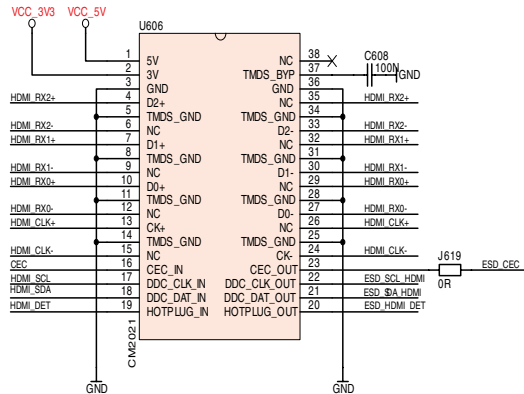 VCC_3V3 VCC_5V
U606
1 5V NC 38
2 3V TMDS_BYP 37 C608 100N GND
3 GND GND 36
HDMI_RX2+ 4 D2+ NC 35 HDMI_RX2+
5 TMDS_GND TMDS_GND 34
HDMI_RX2- 6 NC D2- 33 HDMI_RX2-
HDMI_RX1+ 7 D1+ NC 32 HDMI_RX1+
8 TMDS_GND TMDS_GND 31
HDMI_RX1- 9 NC D1- 30 HDMI_RX1-
HDMI_RX0+ 10 D0+ NC 29 HDMI_RX0+
11 TMDS_GND TMDS_GND 28
HDMI_RX0- 12 NC D0- 27 HDMI_RX0-
HDMI_CLK+ 13 CK+ NC 26 HDMI_CLK+
14 TMDS_GND TMDS_GND 25
HDMI_CLK- 15 NC CK- 24 HDMI_CLK-
CEC 16 CEC_IN CEC_OUT 23 J619 0R ESD_CEC
HDMI_SCL 17 DDC_CLK_IN DDC_CLK_OUT 22 ESD_SCL_HDMI
HDMI_SDA 18 DDC_DAT_IN DDC_DAT_OUT 21 ESD_SDA_HDMI
HDMI_DET 19 HOTPLUG_IN HOTPLUG_OUT 20 ESD_HDMI_DET
CM2021
GND GND